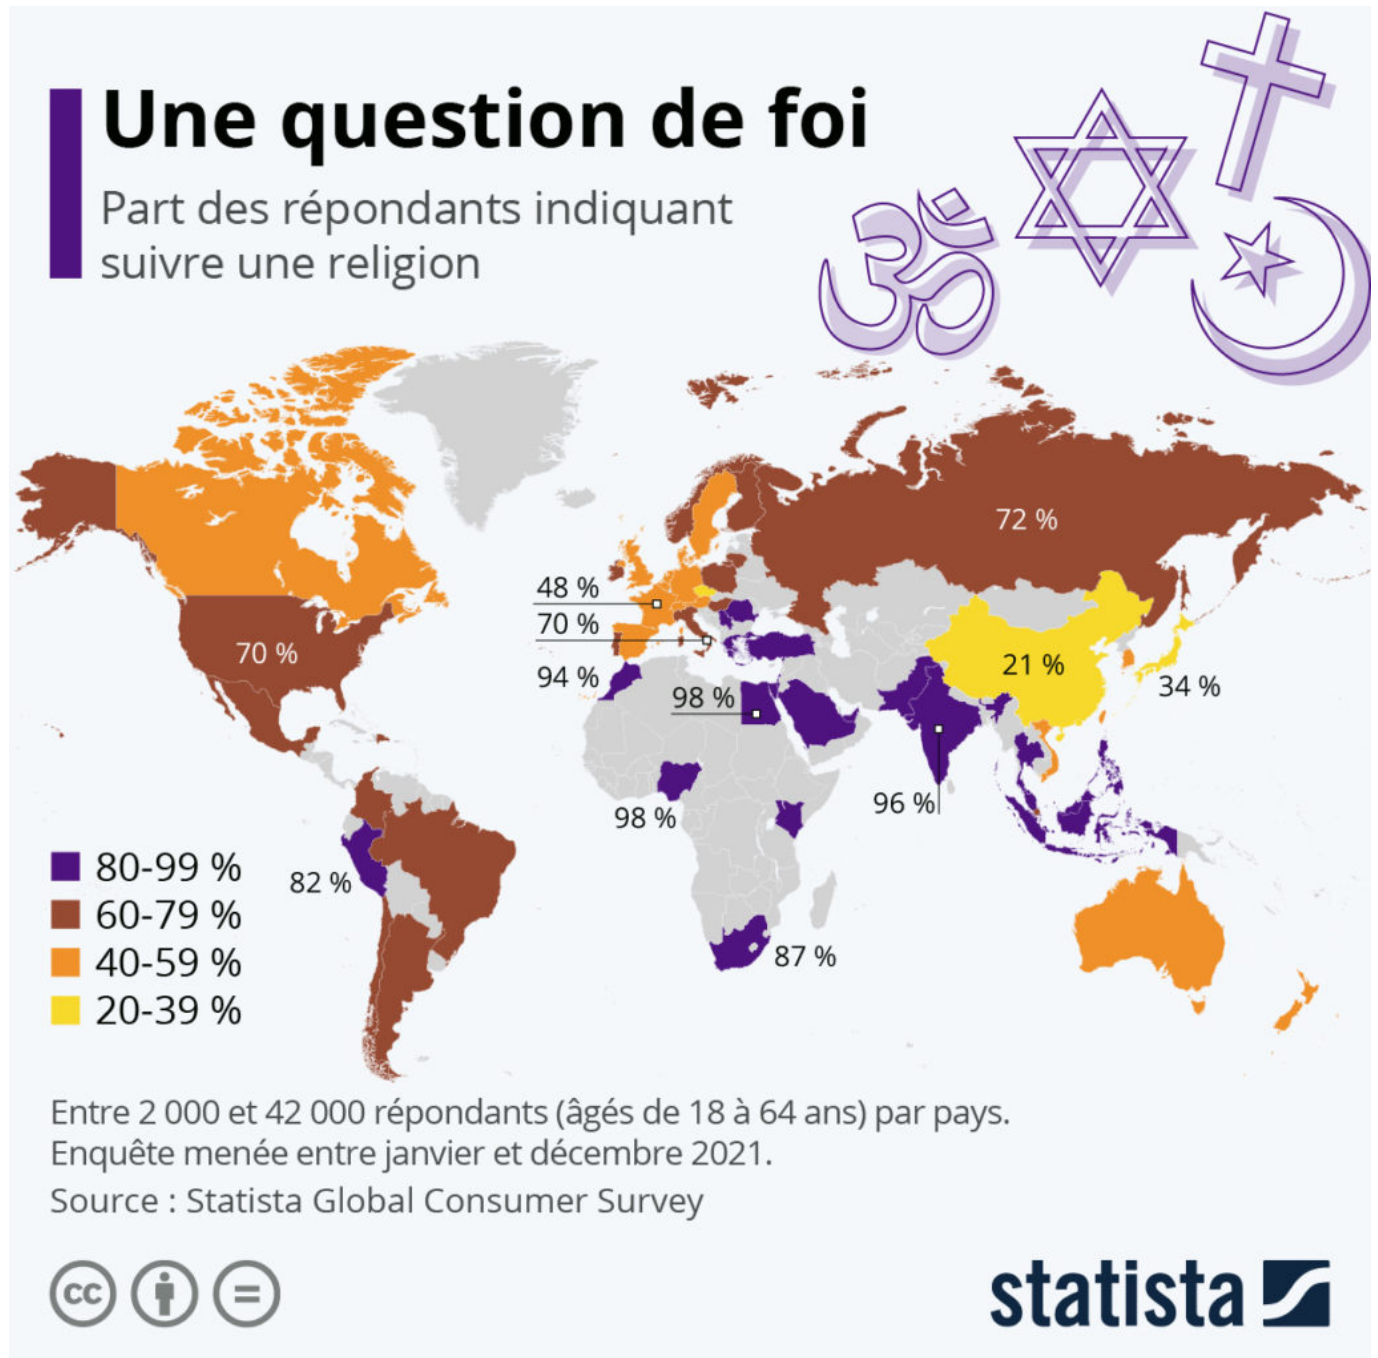 Une question de foi
Part des répondants indiquant
suivre une religion
72 %
48 %
70 %
70 %
21 %
94 %
98 %
34 %
96 %
98 %
82 %
87 %
80-99 %
60-79 %
40-59 %
20-39 %
Entre 2 000 et 42 000 répondants (âgés de 18 à 64 ans) par pays.
Enquête menée entre janvier et décembre 2021.
Source : Statista Global Consumer Survey
cc
=
statista